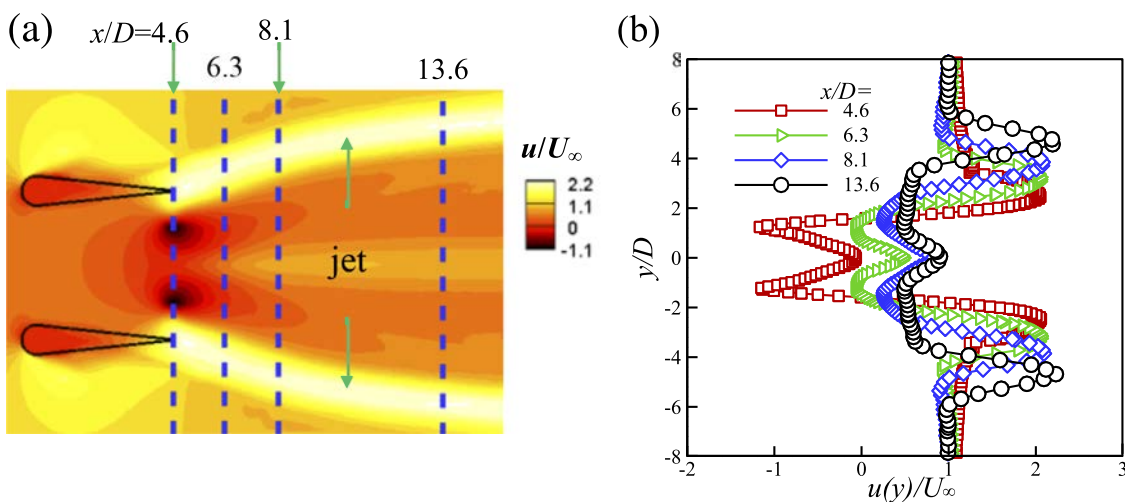 (a)
x/D=4.6
6.3
8.1
13.6
jet
u/U∞
2.2
1.1
0
-1.1
(b)
y/D
8
6
4
2
0
-2
-4
-6
-8
x/D=
4.6
6.3
8.1
13.6
-2 -1 0 1 2 3
u(y)/U∞